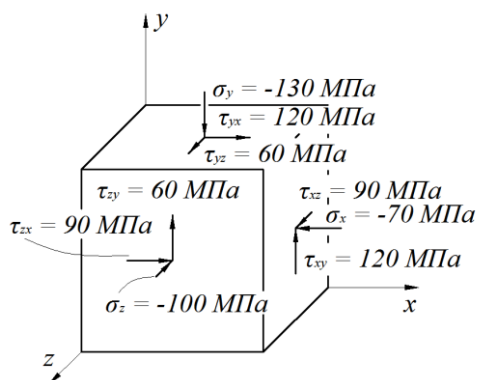 y
σy = -130 МПа
τyx = 120 МПа
τyz = 60 МПа
τzy = 60 МПа
τxz = 90 МПа
τzx = 90 МПа
σx = -70 МПа
τxy = 120 МПа
σz = -100 МПа
x
z